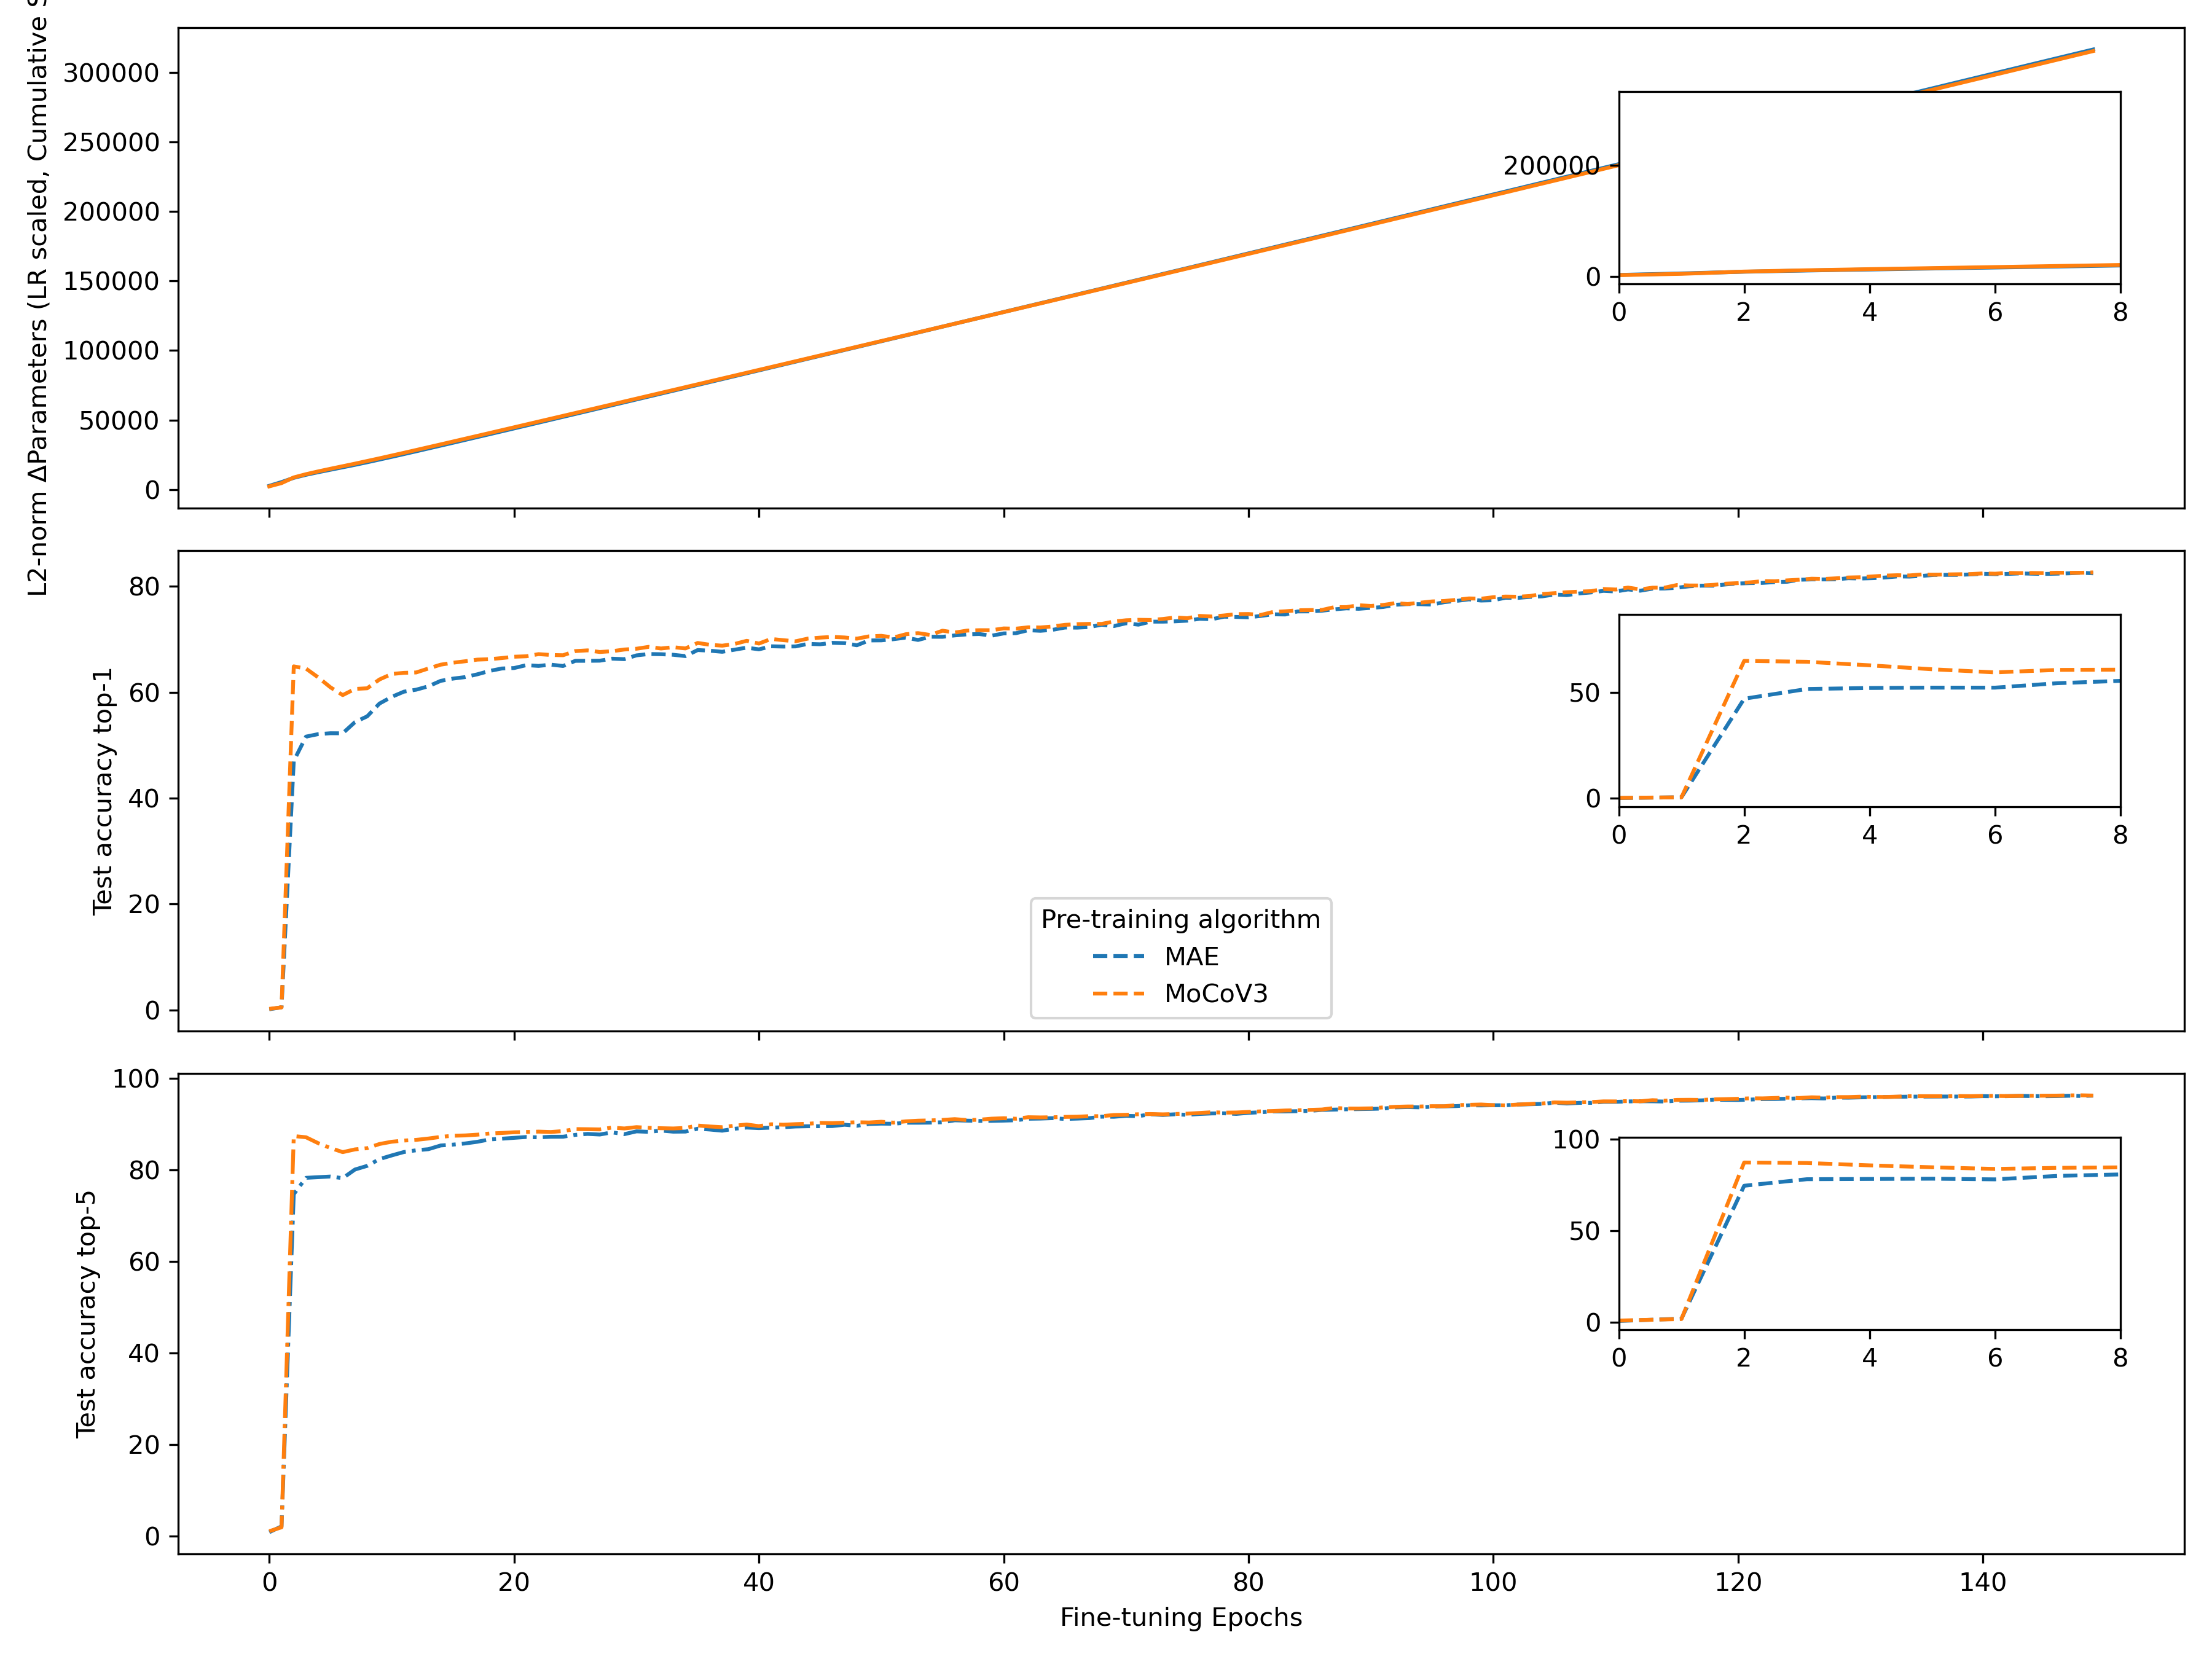 L2-norm ΔParameters (LR scaled, Cumulative
300000
250000
200000
150000
100000
50000
0
200000
0
0 2 4 6 8
Test accuracy top-1
80
60
40
20
0
50
0
0 2 4 6 8
Pre-training algorithm
MAE
MoCoV3
Test accuracy top-5
100
80
60
40
20
0
100
50
0
0 2 4 6 8
0 20 40 60 80 100 120 140
Fine-tuning Epochs